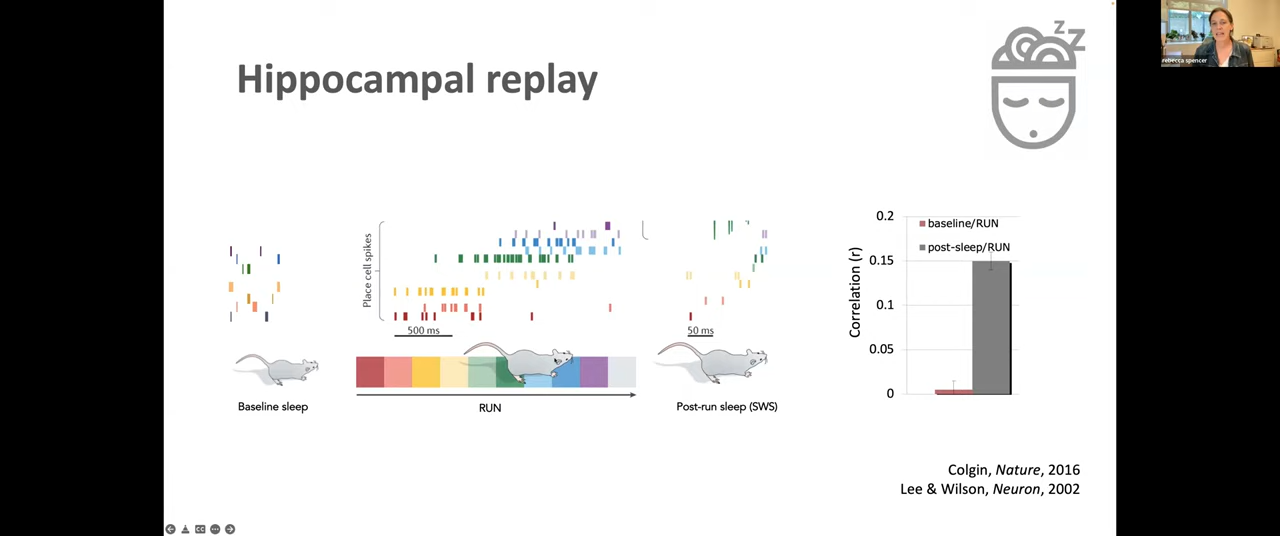 rebecca spencer
z
Z
Hippocampal replay
Place cell spikes
500 ms
50 ms
Baseline sleep
RUN
Post-run sleep (SWS)
0.2
0.15
0.1
0.05
0
Correlation (r)
baseline/RUN
post-sleep/RUN
Colgin, Nature, 2016
Lee & Wilson, Neuron, 2002
CC